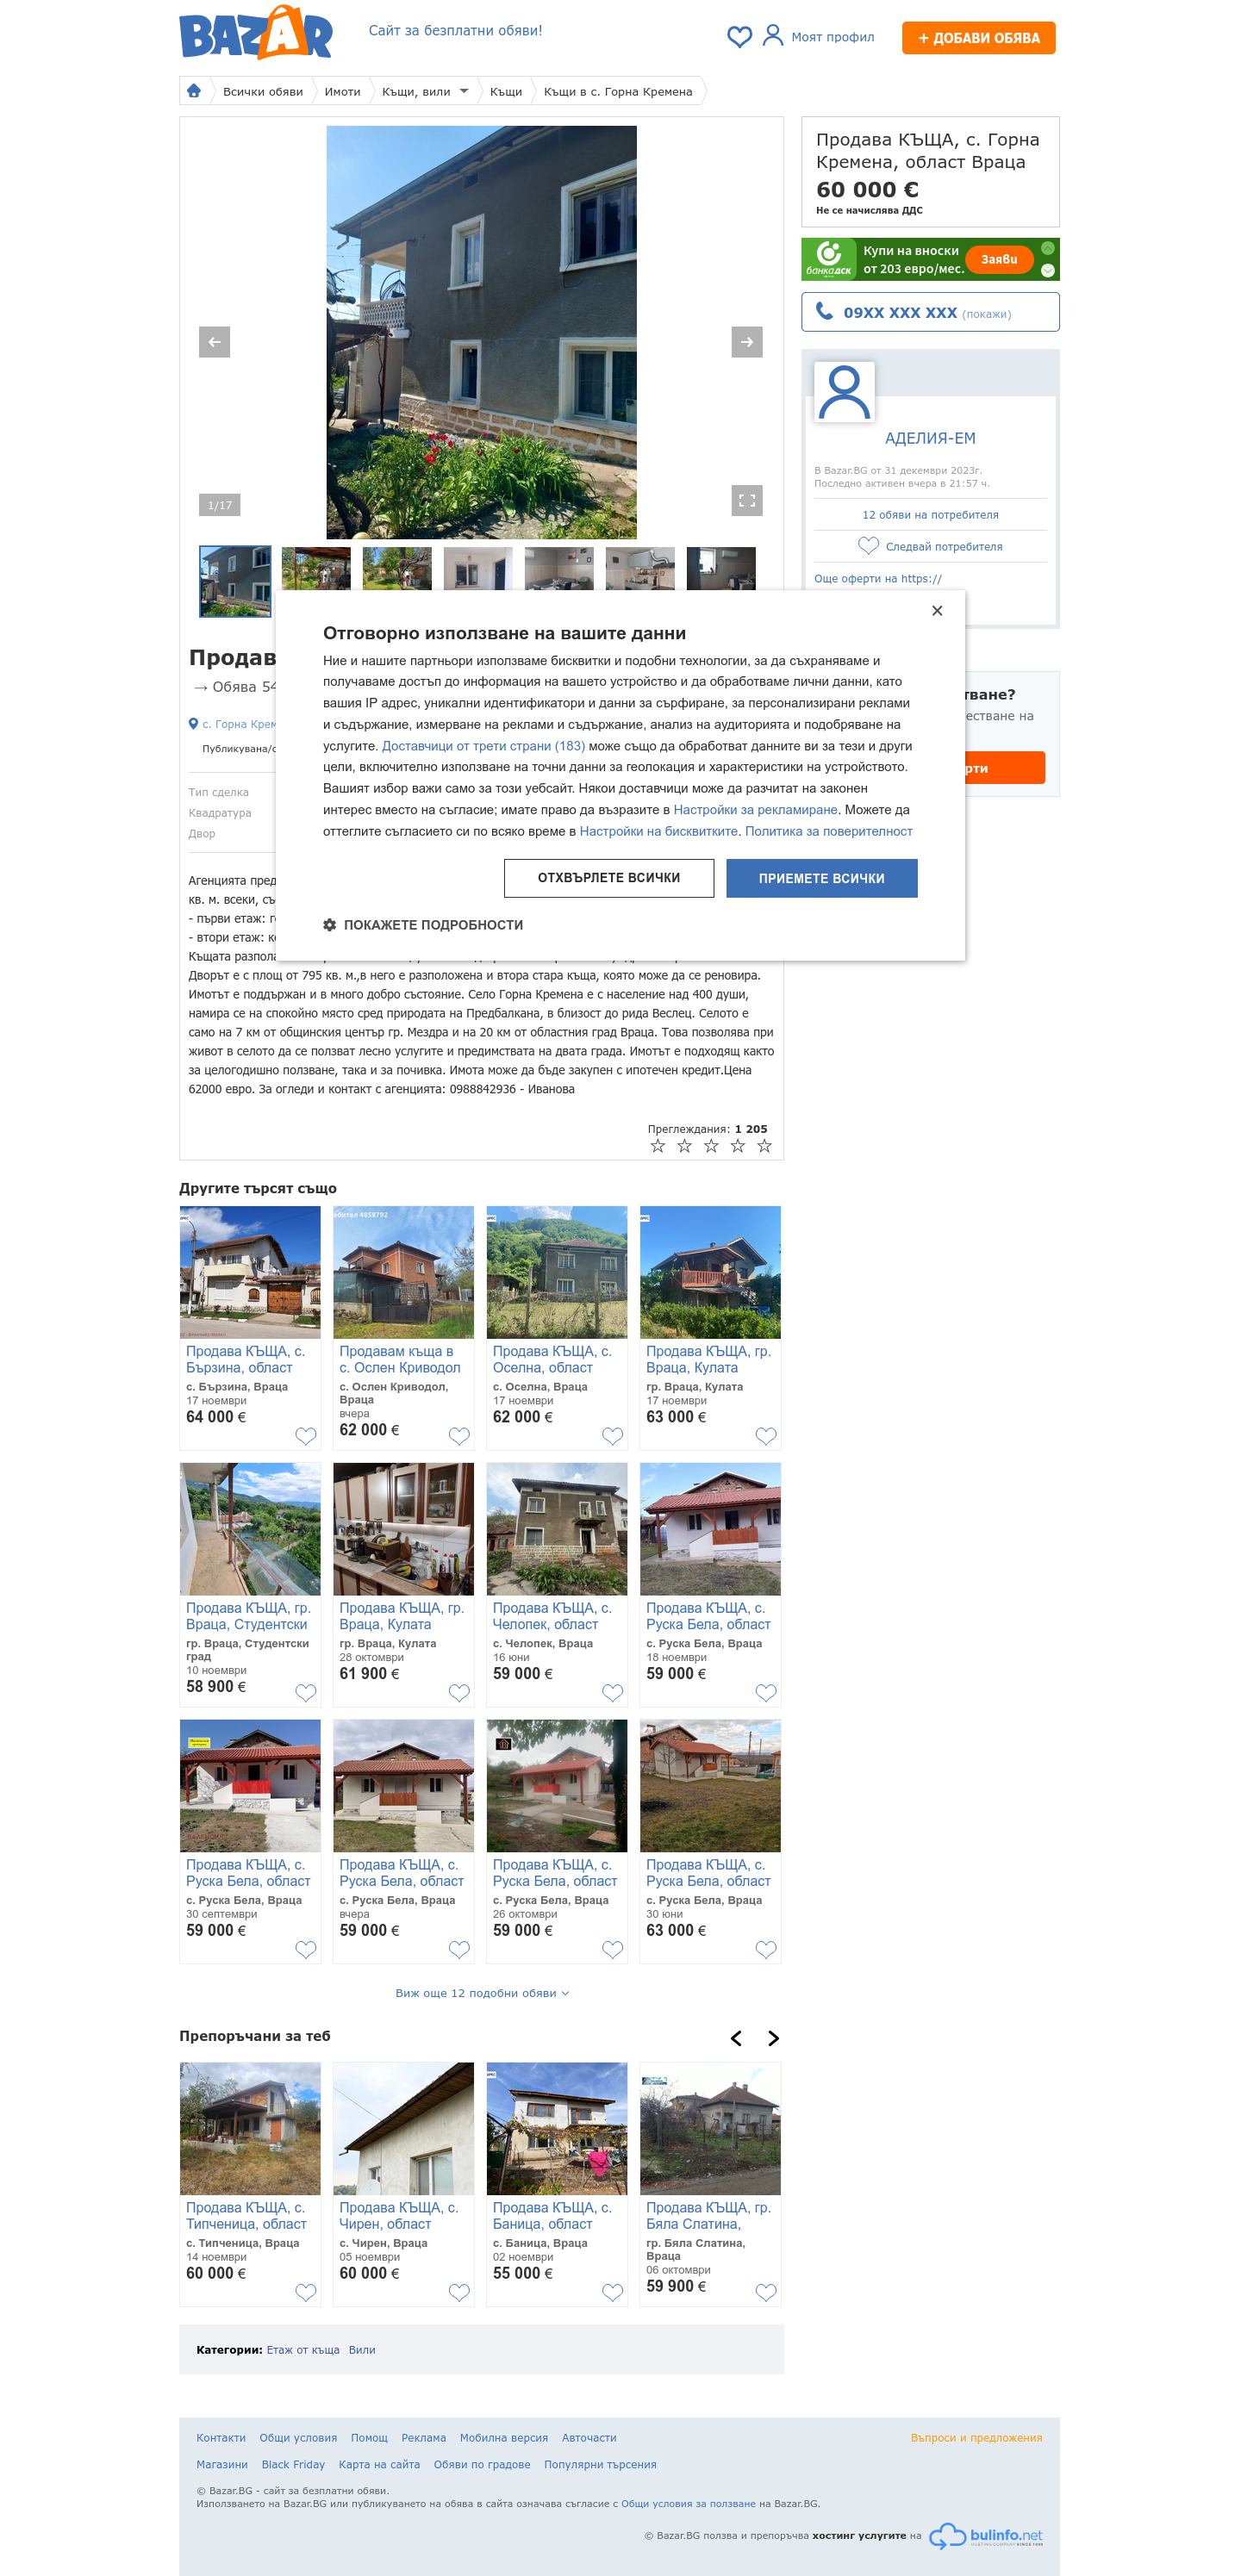 BAZAR
Сайт за безплатни обяви!
Моят профил
+ ДОБАВИ ОБЯВА
Всички обяви
Имоти
Къщи, вили
Къщи
Къщи в с. Горна Кремена
Продава КЪЩА, с. Горна
Кремена, област Враца
60 000 €
Не се начислява ДДС
банка дск
Купи на вноски
от 203 евро/мес.
Заяви
09XX XXX XXX (покажи)
АДЕЛИЯ-ЕМ
В Bazar.BG от 31 декември 2023г.
Последно активен вчера в 21:57 ч.
12 обяви на потребителя
Следвай потребителя
Още оферти на https://
1/17
Отговорно използване на вашите данни
Ние и нашите партньори използваме бисквитки и подобни технологии, за да съхраняваме и
получаваме достъп до информация на вашето устройство и да обработваме лични данни, като
вашия IP адрес, уникални идентификатори и данни за сърфиране, за персонализирани реклами
и съдържание, измерване на реклами и съдържание, анализ на аудиторията и подобряване на
услугите. Доставчици от трети страни (183) може също да обработват данните ви за тези и други
цели, включително използване на точни данни за геолокация и характеристики на устройството.
Вашият избор важи само за този уебсайт. Някои доставчици може да разчитат на законен
интерес вместо на съгласие; имате право да възразите в Настройки за рекламиране. Можете да
оттеглите съгласието си по всяко време в Настройки на бисквитките. Политика за поверителност
ОТХВЪРЛЕТЕ ВСИЧКИ
ПРИЕМЕТЕ ВСИЧКИ
ПОКАЖЕТЕ ПОДРОБНОСТИ
→ Обява 54
Тип сделка
Квадратура
Двор
Агенцията
кв. м. всеки,
- първи етаж:
- втори етаж:
Къщата
Дворът е с площ от 795 кв. м.,в него е разположена и втора стара къща, която може да се реновира.
Имотът е поддържан и в много добро състояние. Село Горна Кремена е с население над 400 души,
намира се на спокойно място сред природата на Предбалкана, в близост до рида Веслец. Селото е
само на 7 км от общинския център гр. Мездра и на 20 км от областния град Враца. Това позволява при
живот в селото да се ползват лесно услугите и предимствата на двата града. Имотът е подходящ както
за целогодишно ползване, така и за почивка. Имота може да бъде закупен с ипотечен кредит.Цена
62000 евро. За огледи и контакт с агенцията: 0988842936 - Иванова
Преглеждания: 1 205
Другите търсят също
Продава КЪЩА, с.
Бързина, област
с. Бързина, Враца
17 ноември
64 000 €
Продавам къща в
с. Ослен Криводол
с. Ослен Криводол,
Враца
вчера
62 000 €
Продава КЪЩА, с.
Оселна, област
с. Оселна, Враца
17 ноември
62 000 €
Продава КЪЩА, гр.
Враца, Кулата
гр. Враца, Кулата
17 ноември
63 000 €
Продава КЪЩА, гр.
Враца, Студентски
гр. Враца, Студентски
град
10 ноември
58 900 €
Продава КЪЩА, гр.
Враца, Кулата
гр. Враца, Кулата
28 октомври
61 900 €
Продава КЪЩА, с.
Челопек, област
с. Челопек, Враца
16 юни
59 000 €
Продава КЪЩА, с.
Руска Бела, област
с. Руска Бела, Враца
18 ноември
59 000 €
Продава КЪЩА, с.
Руска Бела, област
с. Руска Бела, Враца
30 септември
59 000 €
Продава КЪЩА, с.
Руска Бела, област
с. Руска Бела, Враца
вчера
59 000 €
Продава КЪЩА, с.
Руска Бела, област
с. Руска Бела, Враца
26 октомври
59 000 €
Продава КЪЩА, с.
Руска Бела, област
с. Руска Бела, Враца
30 юни
63 000 €
Виж още 12 подобни обяви
Препоръчани за теб
Продава КЪЩА, с.
Типченица, област
с. Типченица, Враца
14 ноември
60 000 €
Продава КЪЩА, с.
Чирен, област
с. Чирен, Враца
05 ноември
60 000 €
Продава КЪЩА, с.
Баница, област
с. Баница, Враца
02 ноември
55 000 €
Продава КЪЩА, гр.
Бяла Слатина,
гр. Бяла Слатина,
Враца
06 октомври
59 900 €
Категории: Етаж от къща Вили
Контакти Общи условия Помощ Реклама Мобилна версия Авточасти
Въпроси и предложения
Магазини Black Friday Карта на сайта Обяви по градове Популярни търсения
© Bazar.BG - сайт за безплатни обяви.
Използването на Bazar.BG или публикуването на обява в сайта означава съгласие с Общи условия за ползване на Bazar.BG.
© Bazar.BG ползва и препоръчва хостинг услугите на
bulinfo.net